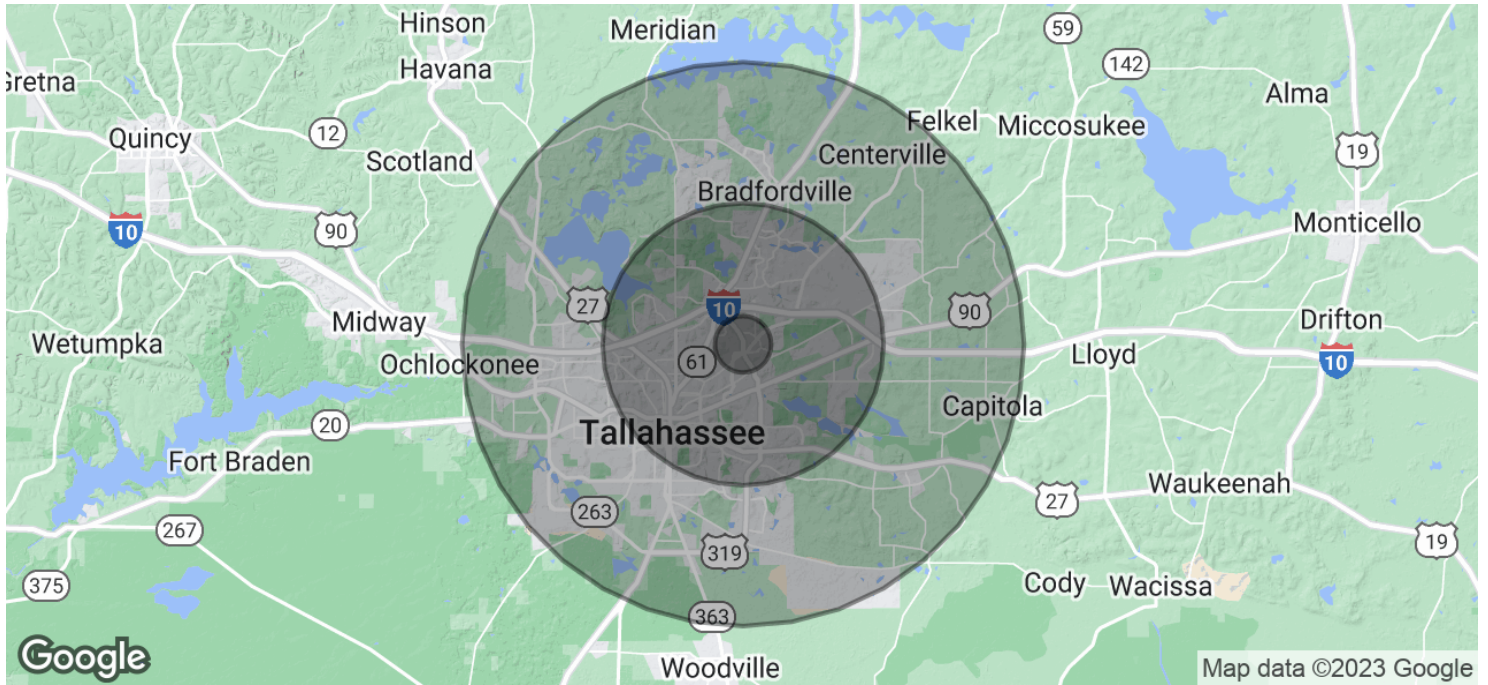 Hinson
Meridian
59
Havana
142
Gretna
Alma
Felkel
Miccosukee
12
Quincy
19
Scotland
Centerville
Bradfordville
10
90
Monticello
27
10
90
Midway
Drifton
Wetumpka
61
Lloyd
10
Ochlockonee
Capitola
20
Tallahassee
Fort Braden
Waukeenah
27
263
267
19
319
375
Cody
Wacissa
363
Google
Woodville
Map data ©2023 Google